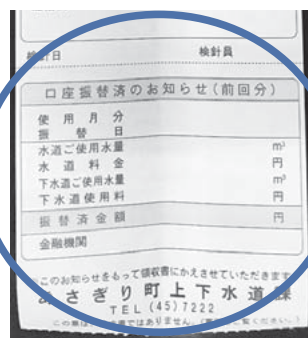 検針日 検針員
口座振替済のお知らせ(前回分)
使用月分
振替日
水道ご使用水量 m³
水道料金 円
下水道ご使用水量 m³
下水道使用料 円
振替済金額 円
金融機関
※このお知らせをもって領収書にかえさせていただきます
あさぎり町上下水道課
TEL(45)7222